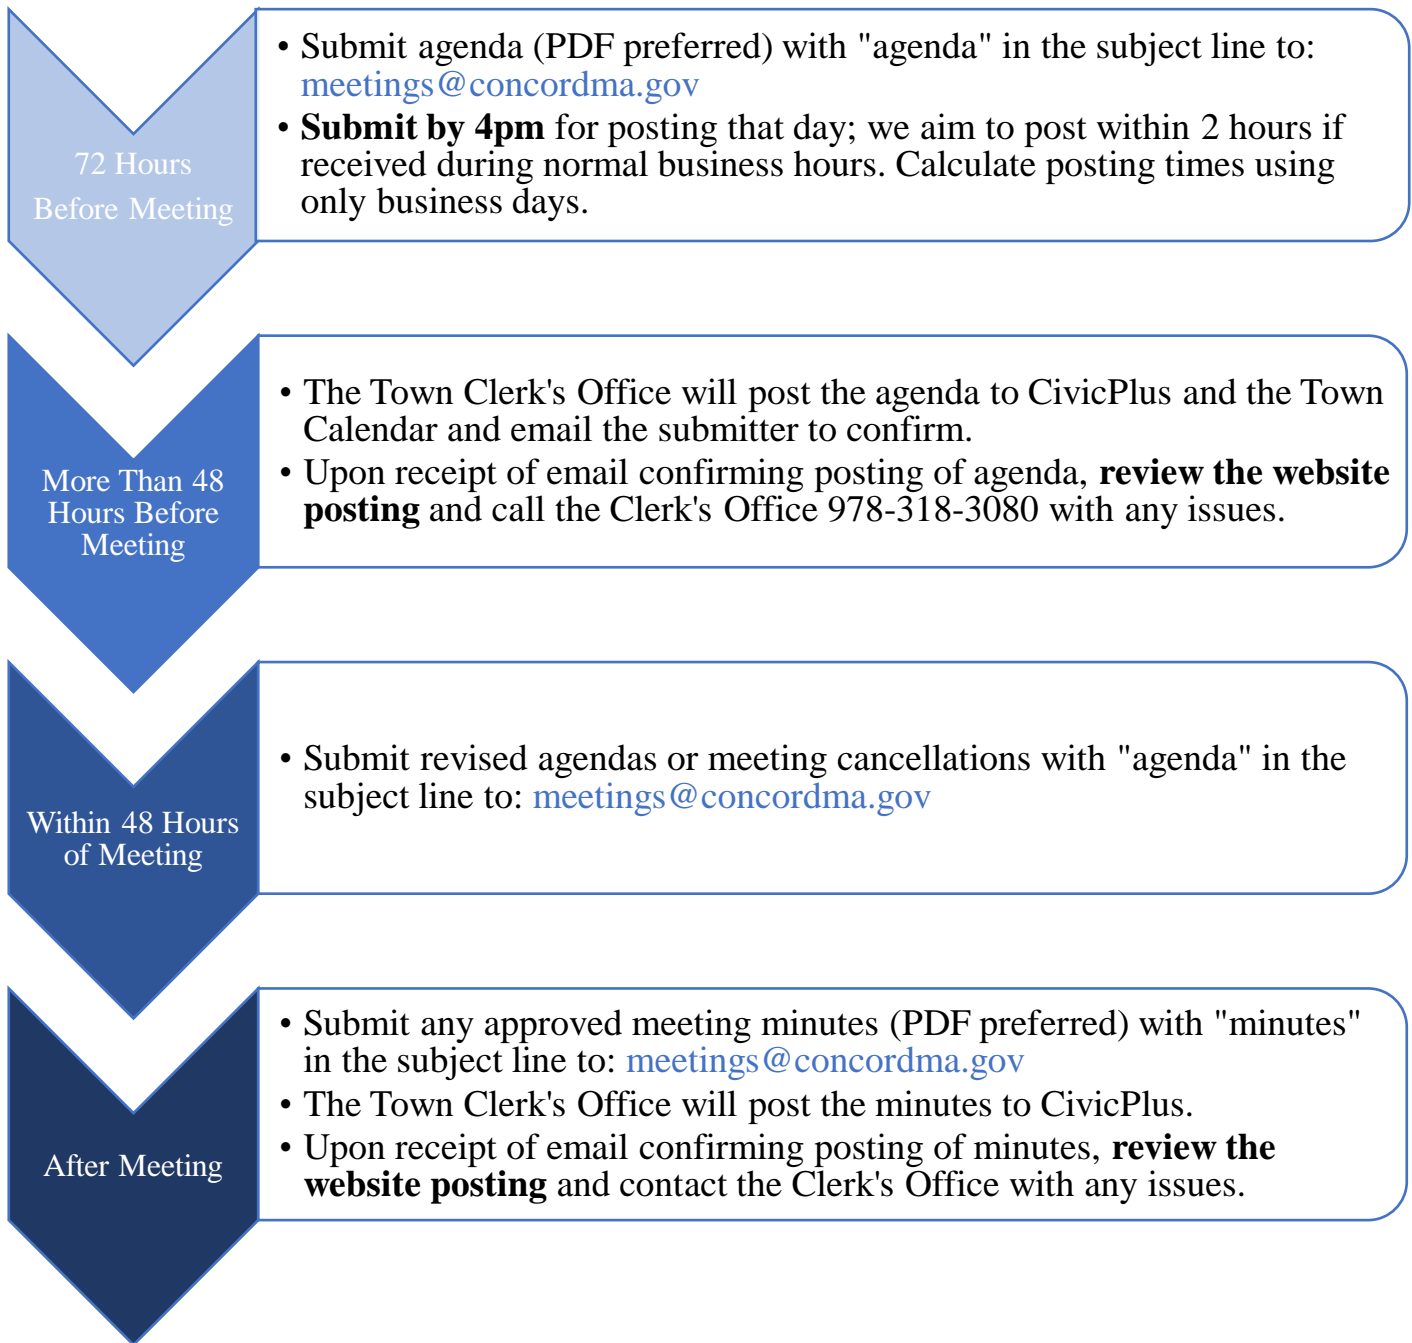 72 Hours
Before Meeting
• Submit agenda (PDF preferred) with "agenda" in the subject line to:
meetings@concordma.gov
• Submit by 4pm for posting that day; we aim to post within 2 hours if
received during normal business hours. Calculate posting times using
only business days.
More Than 48
Hours Before
Meeting
• The Town Clerk's Office will post the agenda to CivicPlus and the Town
Calendar and email the submitter to confirm.
• Upon receipt of email confirming posting of agenda, review the website
posting and call the Clerk's Office 978-318-3080 with any issues.
Within 48 Hours
of Meeting
• Submit revised agendas or meeting cancellations with "agenda" in the
subject line to: meetings@concordma.gov
After Meeting
• Submit any approved meeting minutes (PDF preferred) with "minutes"
in the subject line to: meetings@concordma.gov
• The Town Clerk's Office will post the minutes to CivicPlus.
• Upon receipt of email confirming posting of minutes, review the
website posting and contact the Clerk's Office with any issues.